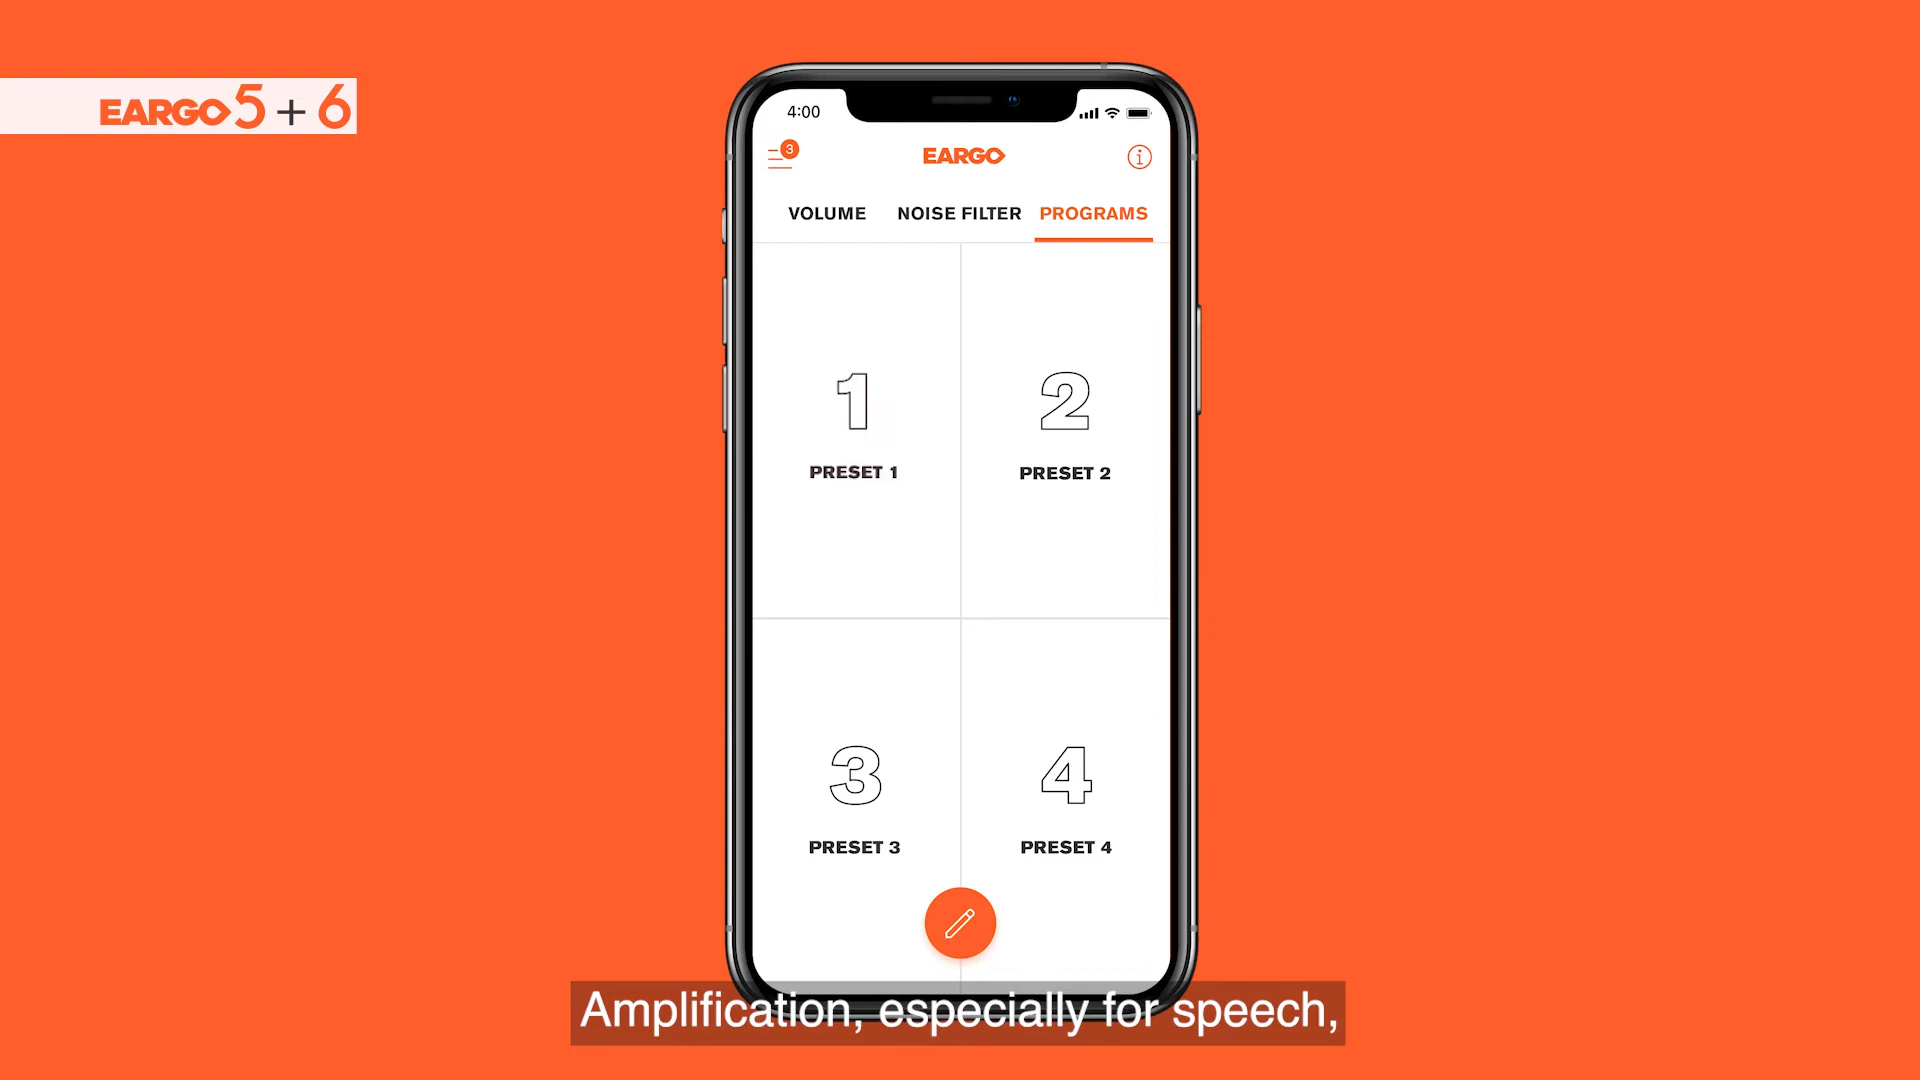 EARGO 5 + 6
4:00
3
EARGO
i
VOLUME NOISE FILTER PROGRAMS
1 2
PRESET 1 PRESET 2
3 4
PRESET 3 PRESET 4
Amplification, especially for speech,